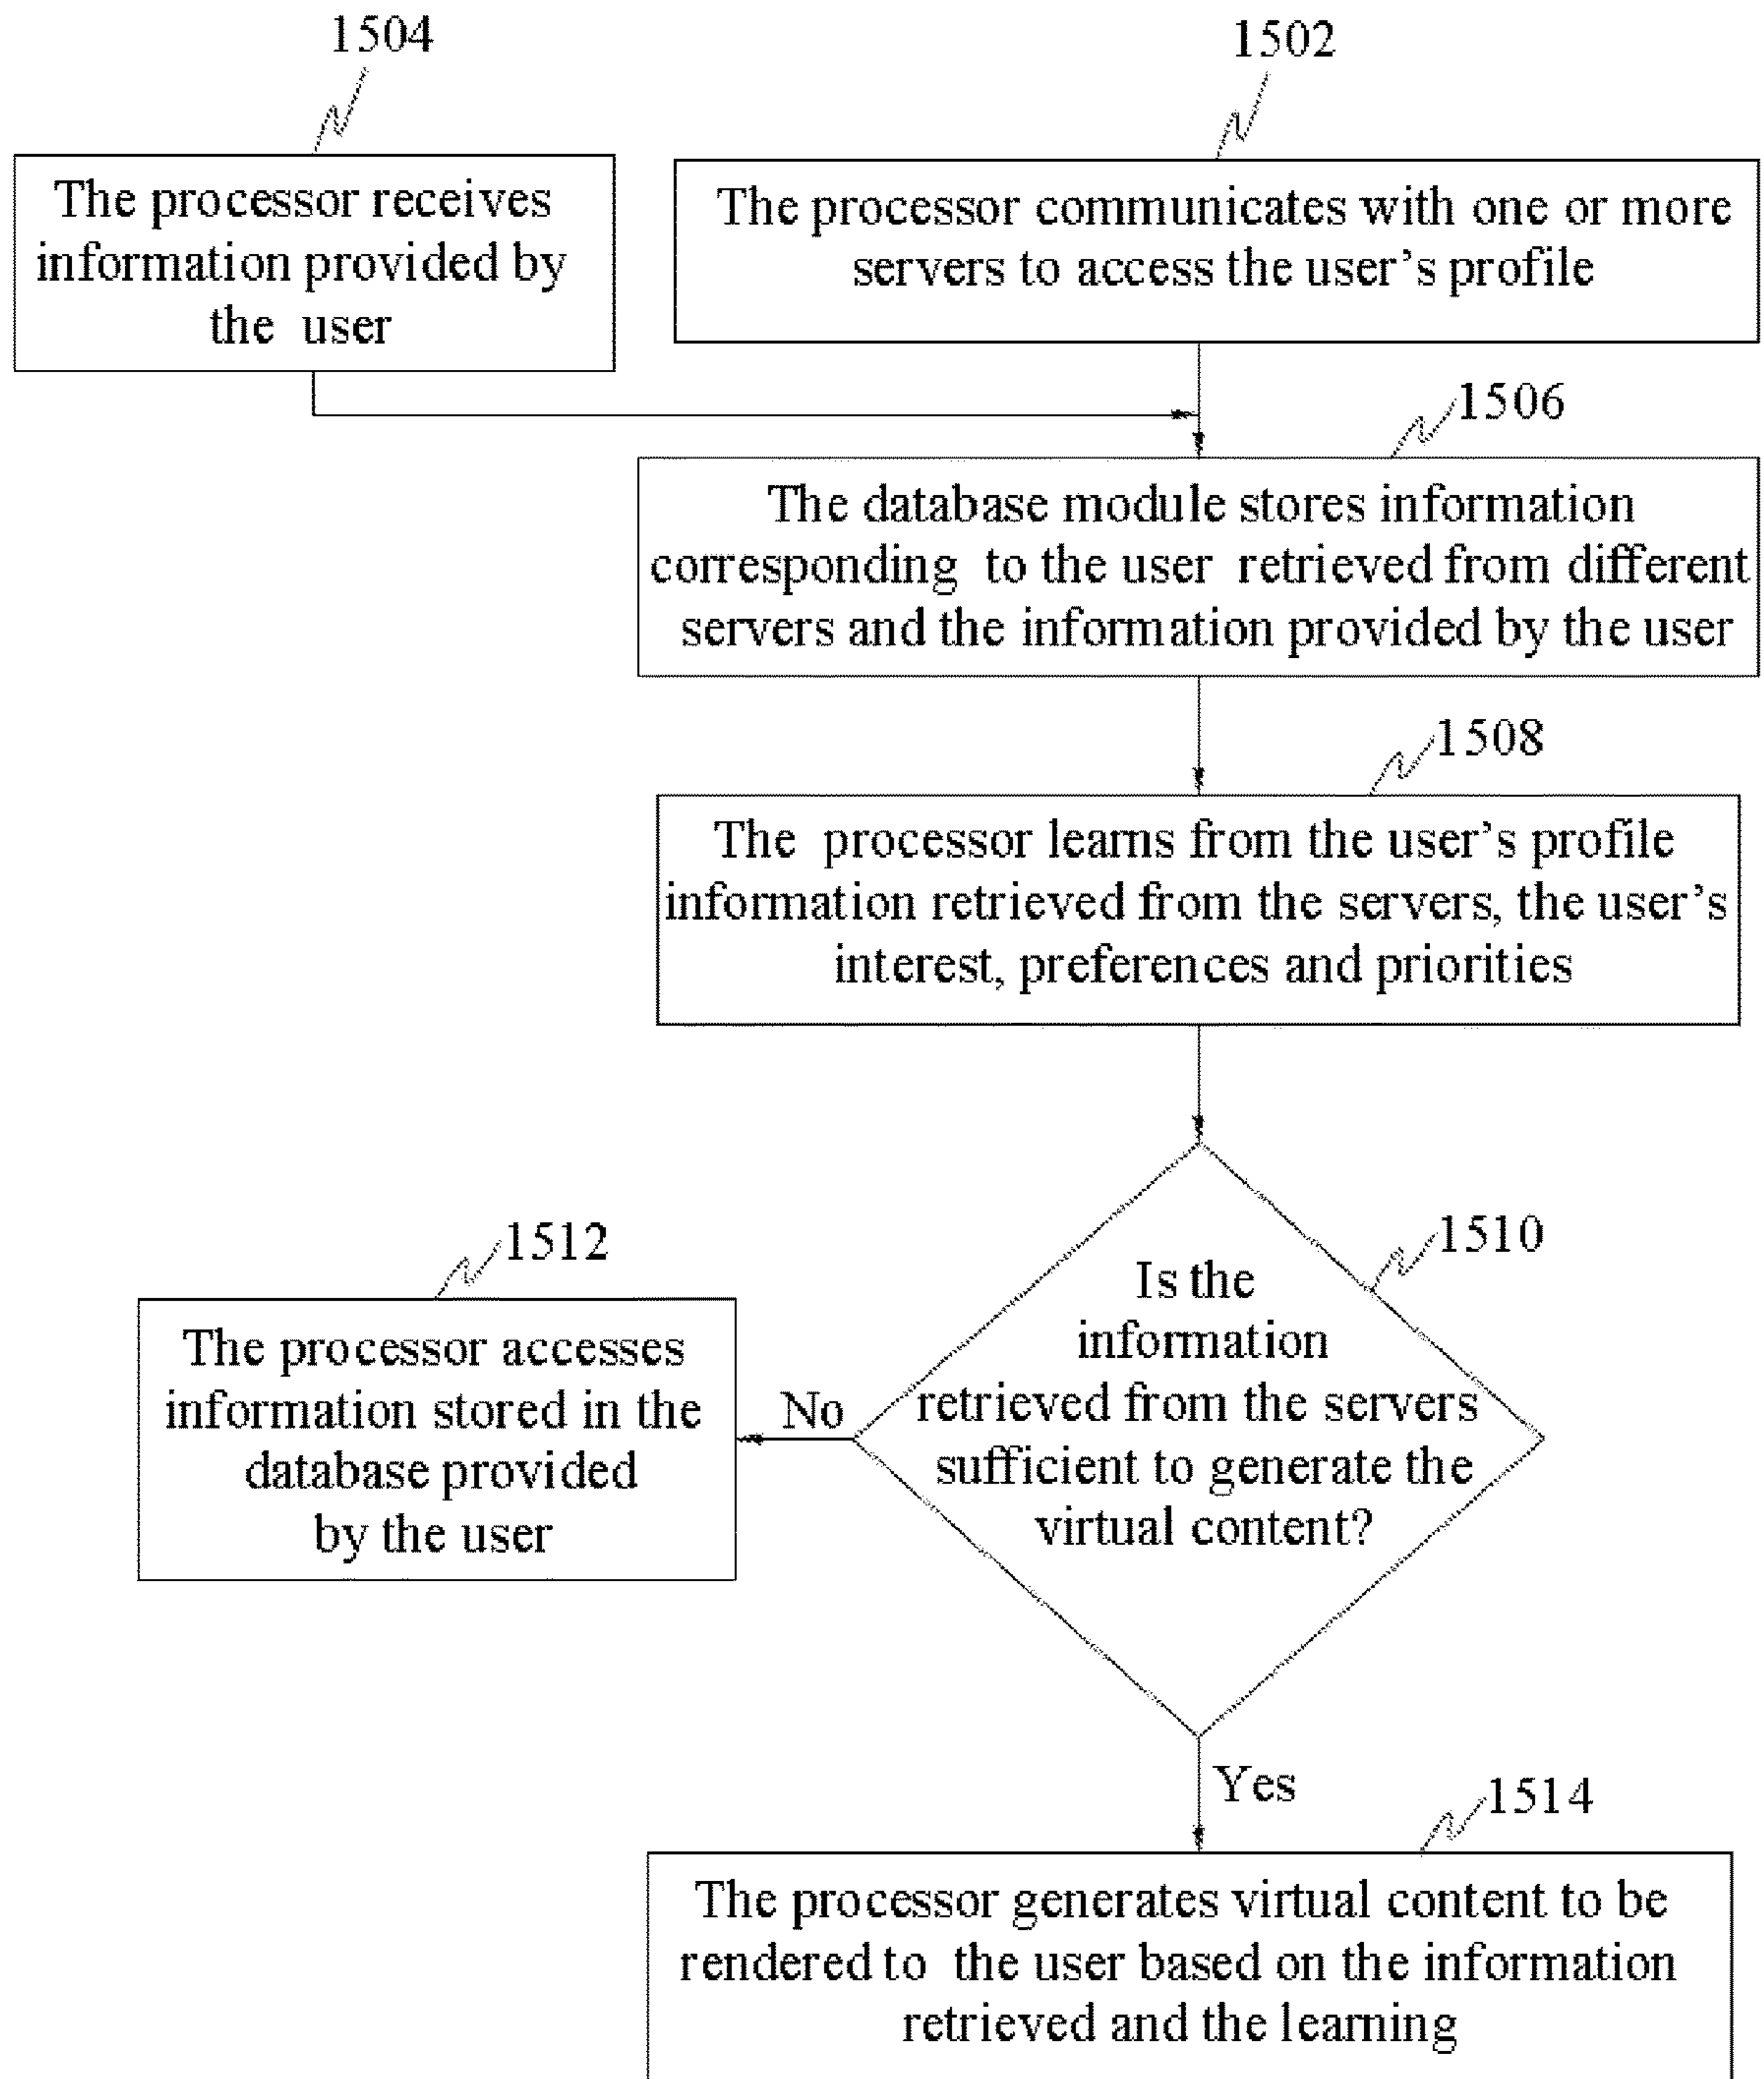 1504
The processor receives
information provided by
the user
1502
The processor communicates with one or more
servers to access the user's profile
1506
The database module stores information
corresponding to the user retrieved from different
servers and the information provided by the user
1508
The processor learns from the user's profile
information retrieved from the servers, the user's
interest, preferences and priorities
1510
Is the
information
retrieved from the servers
sufficient to generate the
virtual content?
No
1512
The processor accesses
information stored in the
database provided
by the user
Yes
1514
The processor generates virtual content to be
rendered to the user based on the information
retrieved and the learning